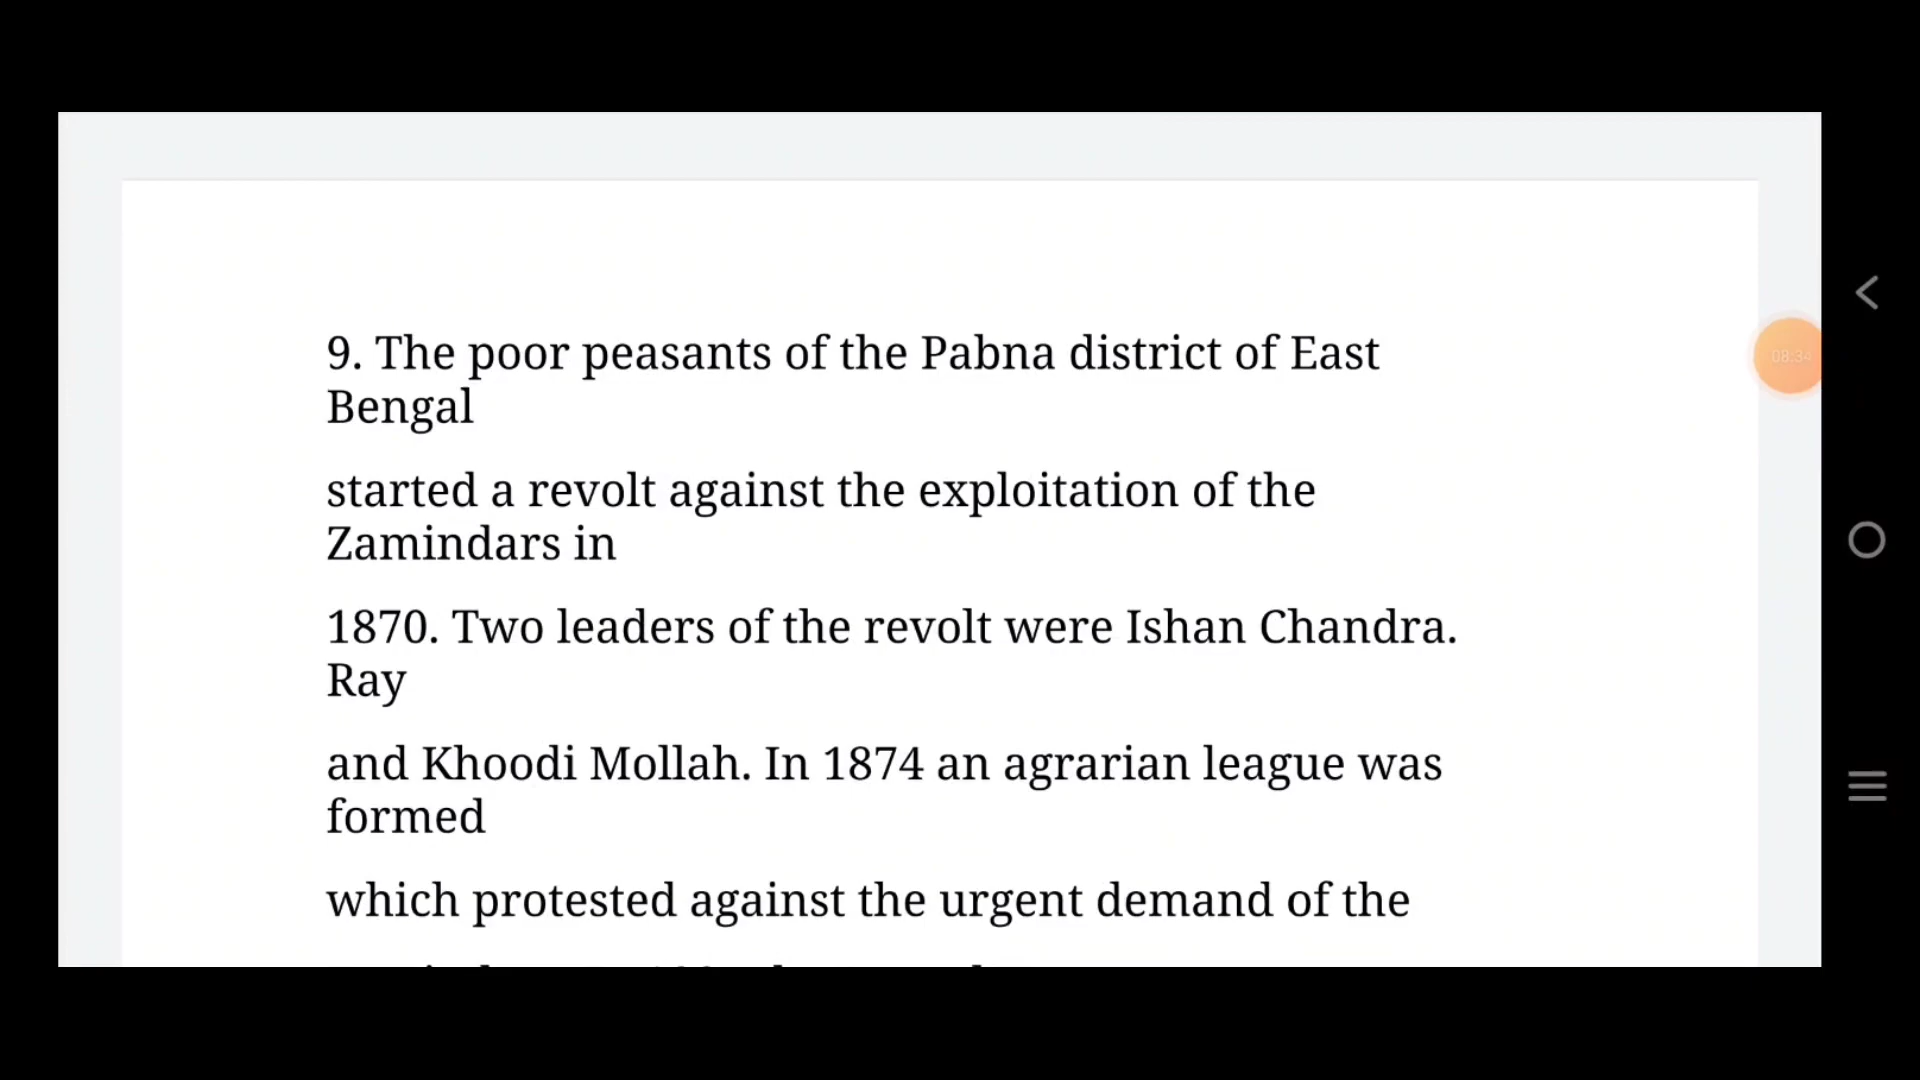 9. The poor peasants of the Pabna district of East
Bengal
started a revolt against the exploitation of the
Zamindars in
1870. Two leaders of the revolt were Ishan Chandra.
Ray
and Khoodi Mollah. In 1874 an agrarian league was
formed
which protested against the urgent demand of the
08:34